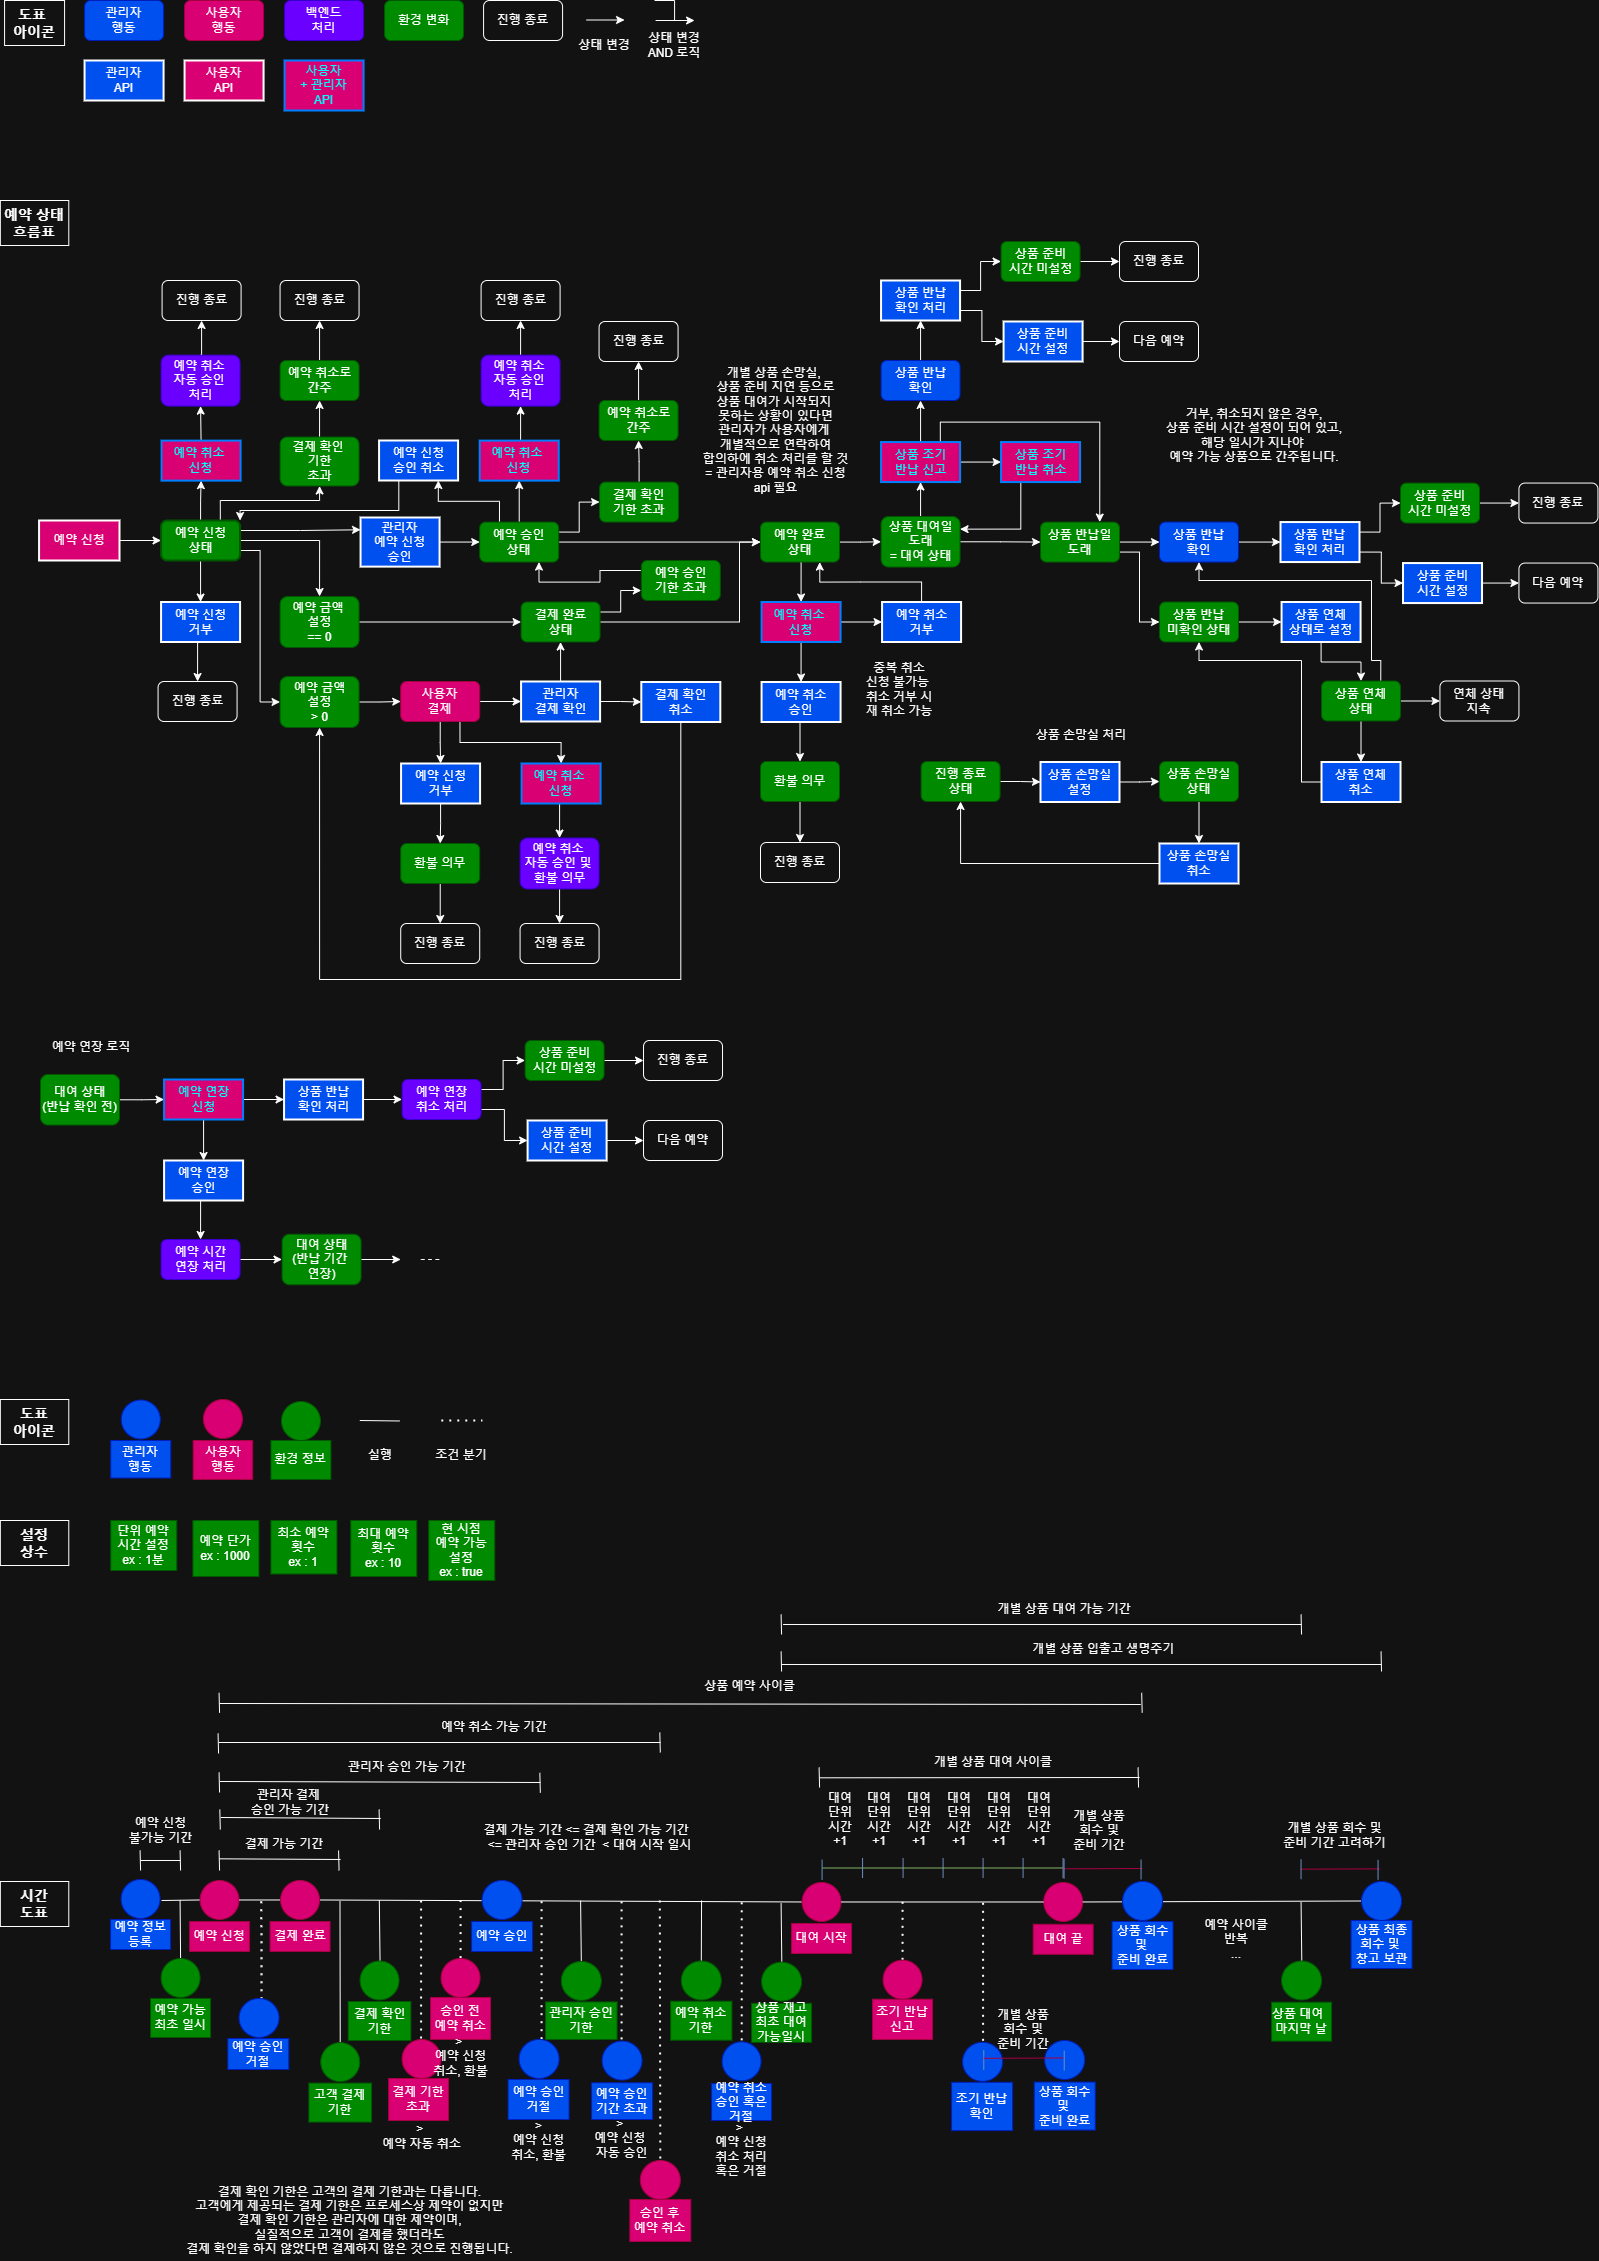 도표
아이콘
관리자
행동
사용자
행동
백엔드
처리
환경 변화
진행 종료
상태 변경
상태 변경
AND 로직
관리자
API
사용자
API
사용자
+ 관리자
API
예약 상태
흐름표
상품 준비
시간 미설정
진행 종료
진행 종료
진행 종료
진행 종료
상품 반납
확인 처리
상품 준비
시간 설정
다음 예약
진행 종료
예약 취소
자동 승인
처리
예약 취소로
간주
예약 취소
자동 승인
처리
상품 반납
확인
개별 상품 손망실,
상품 준비 지연 등으로
상품 대여가 시작되지
못하는 상황이 있다면
관리자가 사용자에게
개별적으로 연락하여
합의하에 취소 처리를 할 것
= 관리자용 예약 취소 신청
api 필요
예약 취소로
간주
거부, 취소되지 않은 경우,
상품 준비 시간 설정이 되어 있고,
해당 일시가 지나야
예약 가능 상품으로 간주됩니다.
예약 취소
신청
결제 확인
기한
초과
예약 신청
승인 취소
예약 취소
신청
상품 조기
반납 신고
상품 조기
반납 취소
결제 확인
기한 초과
상품 준비
시간 미설정
진행 종료
예약 신청
예약 신청
상태
관리자
예약 신청
승인
예약 승인
상태
예약 완료
상태
상품 대여일
도래
= 대여 상태
상품 반납일
도래
상품 반납
확인
상품 반납
확인 처리
예약 승인
기한 초과
상품 준비
시간 설정
다음 예약
예약 신청
거부
예약 금액
설정
== 0
결제 완료
상태
예약 취소
신청
예약 취소
거부
상품 반납
미확인 상태
상품 연체
상태로 설정
진행 종료
예약 금액
설정
> 0
사용자
결제
관리자
결제 확인
결제 확인
취소
예약 취소
승인
중복 취소
신청 불가능
취소 거부 시
재 취소 가능
상품 연체
상태
연체 상태
지속
상품 손망실 처리
예약 신청
거부
예약 취소
신청
환불 의무
진행 종료
상태
상품 손망실
설정
상품 손망실
상태
상품 연체
취소
환불 의무
예약 취소
자동 승인 및
환불 의무
진행 종료
상품 손망실
취소
진행 종료
진행 종료
예약 연장 로직
상품 준비
시간 미설정
진행 종료
대여 상태
(반납 확인 전)
예약 연장
신청
상품 반납
확인 처리
예약 연장
취소 처리
상품 준비
시간 설정
다음 예약
예약 연장
승인
예약 시간
연장 처리
대여 상태
(반납 기간
연장)
---
도표
아이콘
관리자
행동
사용자
행동
환경 정보
실행
조건 분기
설정
상수
단위 예약
시간 설정
ex : 1분
예약 단가
ex : 1000
최소 예약
횟수
ex : 1
최대 예약
횟수
ex : 10
현 시점
예약 가능
설정
ex : true
개별 상품 대여 가능 기간
개별 상품 입출고 생명주기
상품 예약 사이클
예약 취소 가능 기간
관리자 승인 가능 기간
개별 상품 대여 사이클
관리자 결제
승인 가능 기간
예약 신청
불가능 기간
결제 가능 기간
결제 가능 기간 <= 결제 확인 가능 기간
<= 관리자 승인 기간 < 대여 시작 일시
대여
단위
시간
+1
대여
단위
시간
+1
대여
단위
시간
+1
대여
단위
시간
+1
대여
단위
시간
+1
대여
단위
시간
+1
개별 상품
회수 및
준비 기간
개별 상품 회수 및
준비 기간 고려하기
시간
도표
예약 정보
등록
예약 신청
결제 완료
예약 승인
대여 시작
대여 끝
상품 회수
및
준비 완료
예약 사이클
반복
...
상품 최종
회수 및
창고 보관
예약 가능
최초 일시
예약 승인
거절
결제 확인
기한
승인 전
예약 취소
>
예약 신청
취소, 환불
관리자 승인
기한
예약 취소
기한
상품 재고
최초 대여
가능일시
조기 반납
신고
개별 상품
회수 및
준비 기간
상품 대여
마지막 날
고객 결제
기한
결제 기한
초과
>
예약 자동 취소
예약 승인
거절
>
예약 신청
취소, 환불
예약 승인
기간 초과
>
예약 신청
자동 승인
예약 취소
승인 혹은
거절
>
예약 신청
취소 처리
혹은 거절
조기 반납
확인
상품 회수
및
준비 완료
승인 후
예약 취소
결제 확인 기한은 고객의 결제 기한과는 다릅니다.
고객에게 제공되는 결제 기한은 프로세스상 제약이 없지만
결제 확인 기한은 관리자에 대한 제약이며,
실질적으로 고객이 결제를 했더라도
결제 확인을 하지 않았다면 결제하지 않은 것으로 진행됩니다.